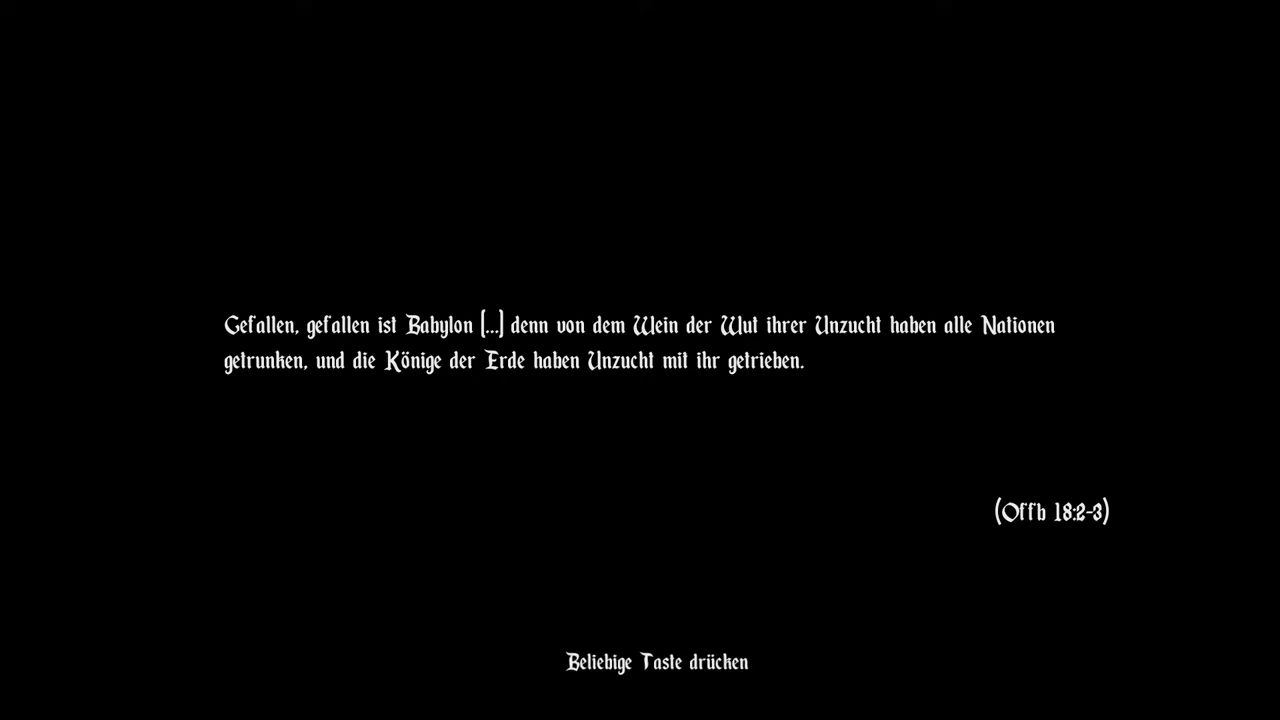 Gefallen, gefallen ist Babylon [...] denn von dem Wein der Wut ihrer Unzucht haben alle Nationen
getrunken, und die Könige der Erde haben Unzucht mit ihr getrieben.
(Offb 18:2-3)
Beliebige Taste drücken